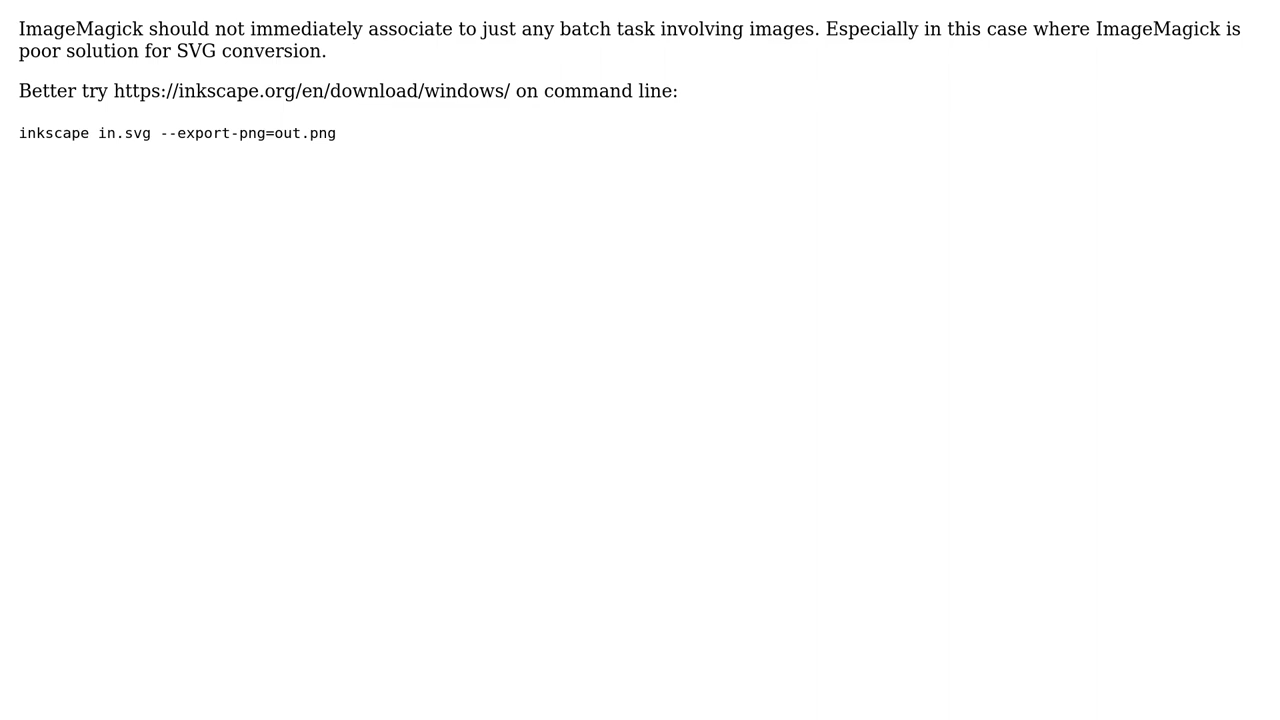 ImageMagick should not immediately associate to just any batch task involving images. Especially in this case where ImageMagick is
poor solution for SVG conversion.
Better try https://inkscape.org/en/download/windows/ on command line:
inkscape in.svg --export-png=out.png